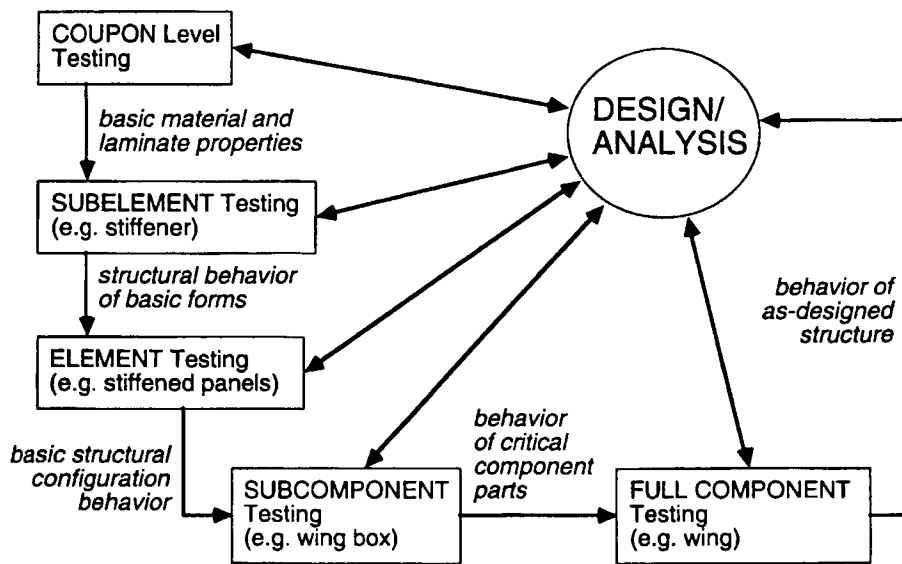 COUPON Level
Testing
DESIGN/
ANALYSIS
basic material and
laminate properties
SUBELEMENT Testing
(e.g. stiffener)
structural behavior
of basic forms
behavior of
as-designed
structure
ELEMENT Testing
(e.g. stiffened panels)
basic structural
configuration
behavior
behavior
of critical
component
parts
SUBCOMPONENT
Testing
(e.g. wing box)
FULL COMPONENT
Testing
(e.g. wing)